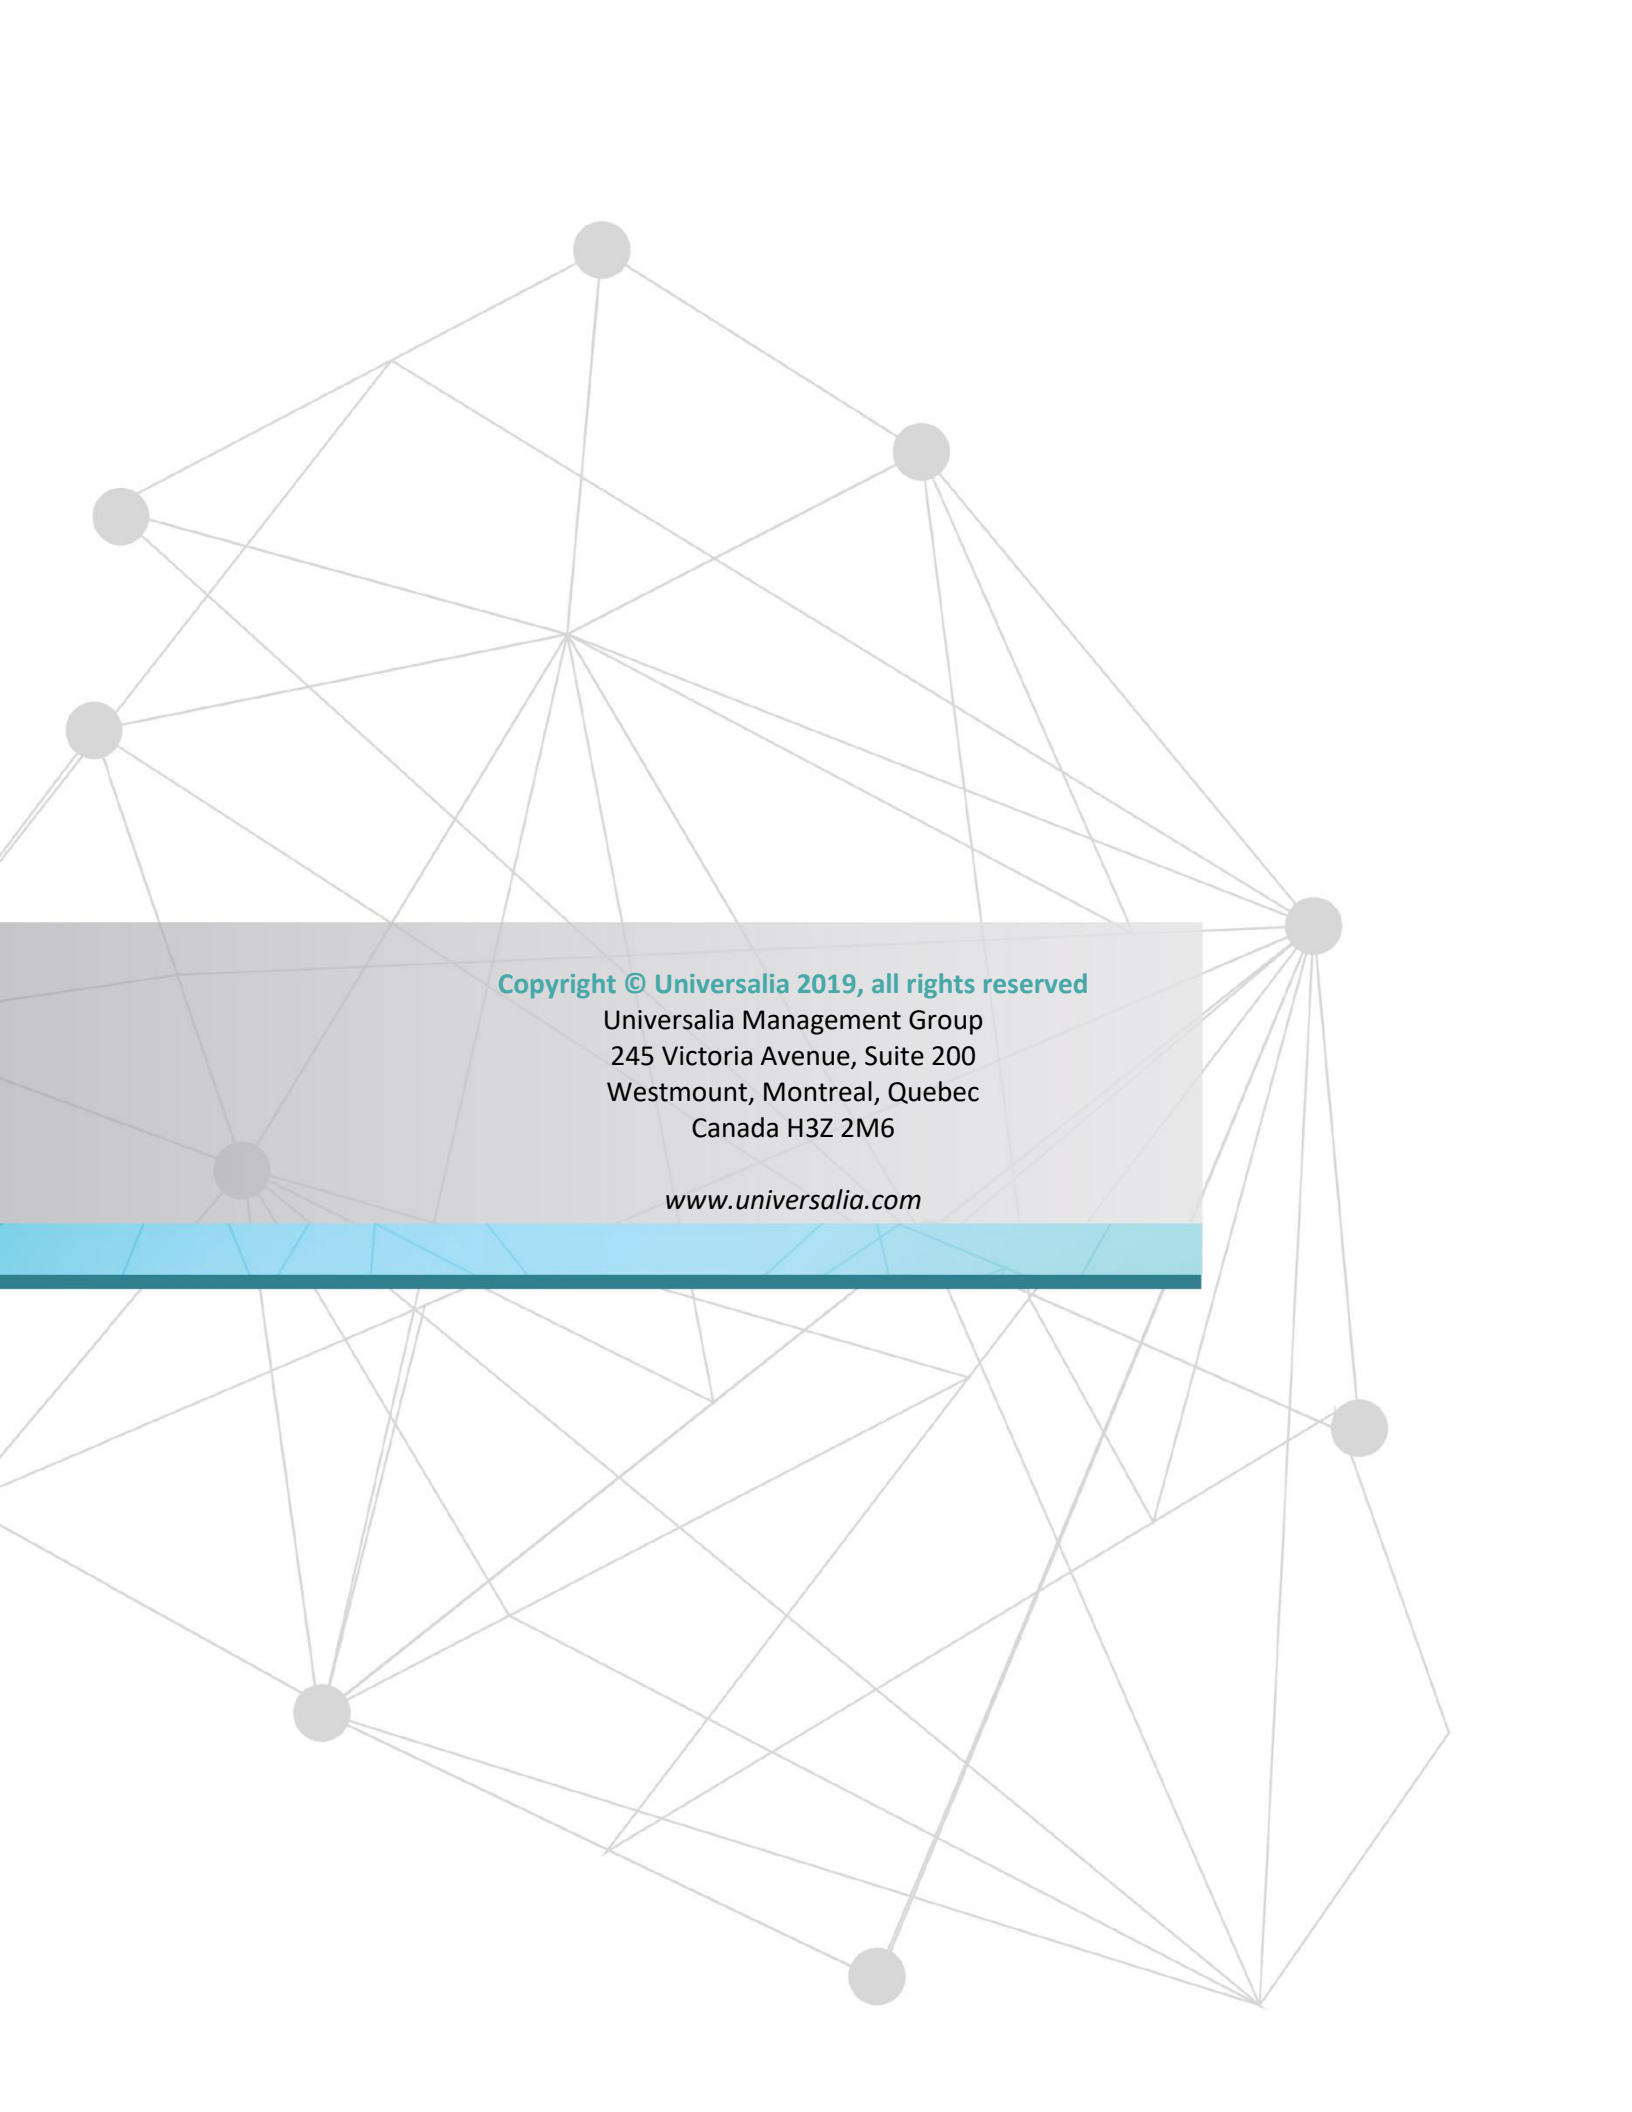 Copyright © Universalia 2019, all rights reserved
Universalia Management Group
245 Victoria Avenue, Suite 200
Westmount, Montreal, Quebec
Canada H3Z 2M6
www.universalia.com